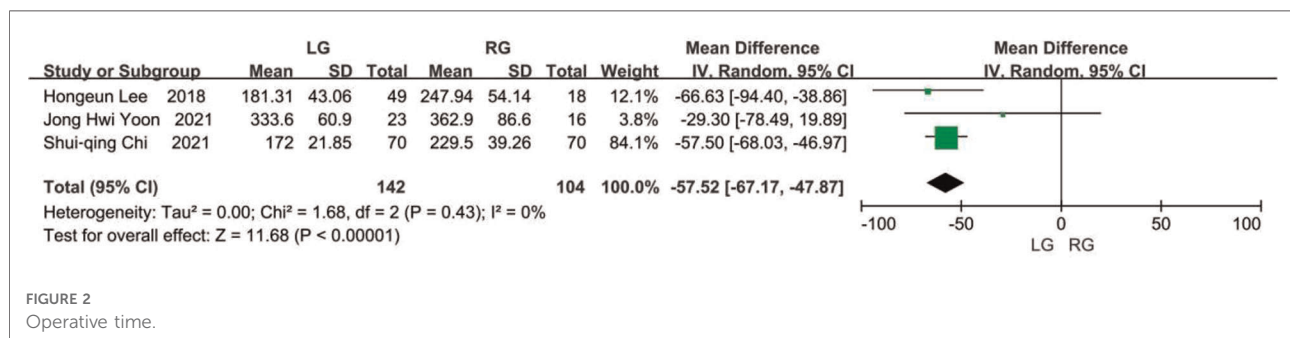 LG RG Mean Difference Mean Difference
Study or Subgroup Mean SD Total Mean SD Total Weight IV. Random. 95% CI IV. Random. 95% CI
Hongeun Lee 2018 181.31 43.06 49 247.94 54.14 18 12.1% -66.63 [-94.40, -38.86]
Jong Hwi Yoon 2021 333.6 60.9 23 362.9 86.6 16 3.8% -29.30 [-78.49, 19.89]
Shui-qing Chi 2021 172 21.85 70 229.5 39.26 70 84.1% -57.50 [-68.03, -46.97]
Total (95% CI) 142 104 100.0% -57.52 [-67.17, -47.87]
Heterogeneity: Tau² = 0.00; Chi² = 1.68, df = 2 (P = 0.43); I² = 0%
Test for overall effect: Z = 11.68 (P < 0.00001)
-100 -50 0 50 100
LG RG
FIGURE 2
Operative time.